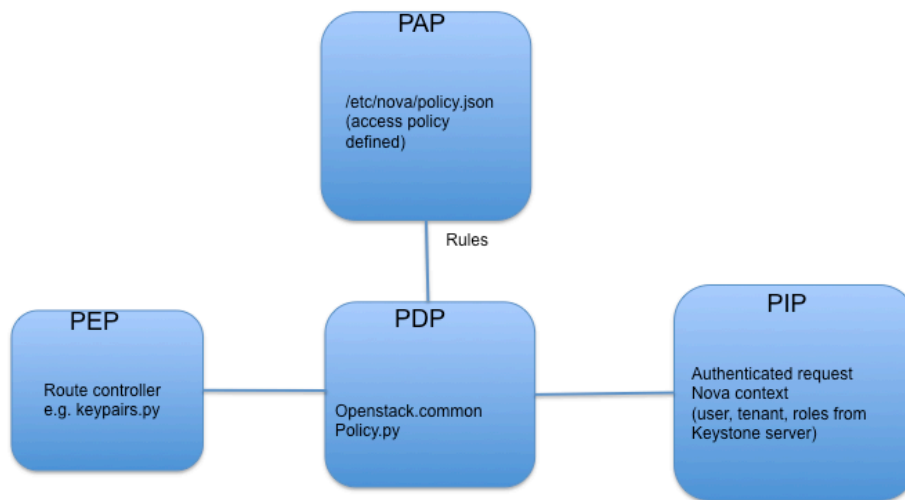 PAP
/etc/nova/policy.json
(access policy
defined)
Rules
PEP
Route controller
e.g. keypairs.py
PDP
Openstack.common
Policy.py
PIP
Authenticated request
Nova context
(user, tenant, roles from
Keystone server)